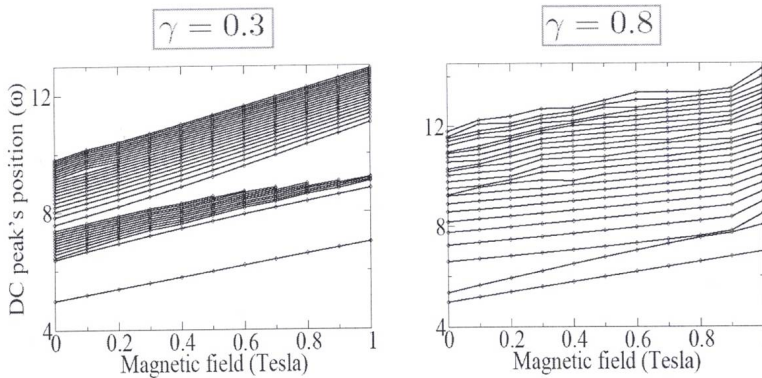 γ = 0.3
γ = 0.8
DC peak's position (ω)
12
8
4
0 0.2 0.4 0.6 0.8 1
Magnetic field (Tesla)
12
8
4
0 0.2 0.4 0.6 0.8
Magnetic field (Tesla)